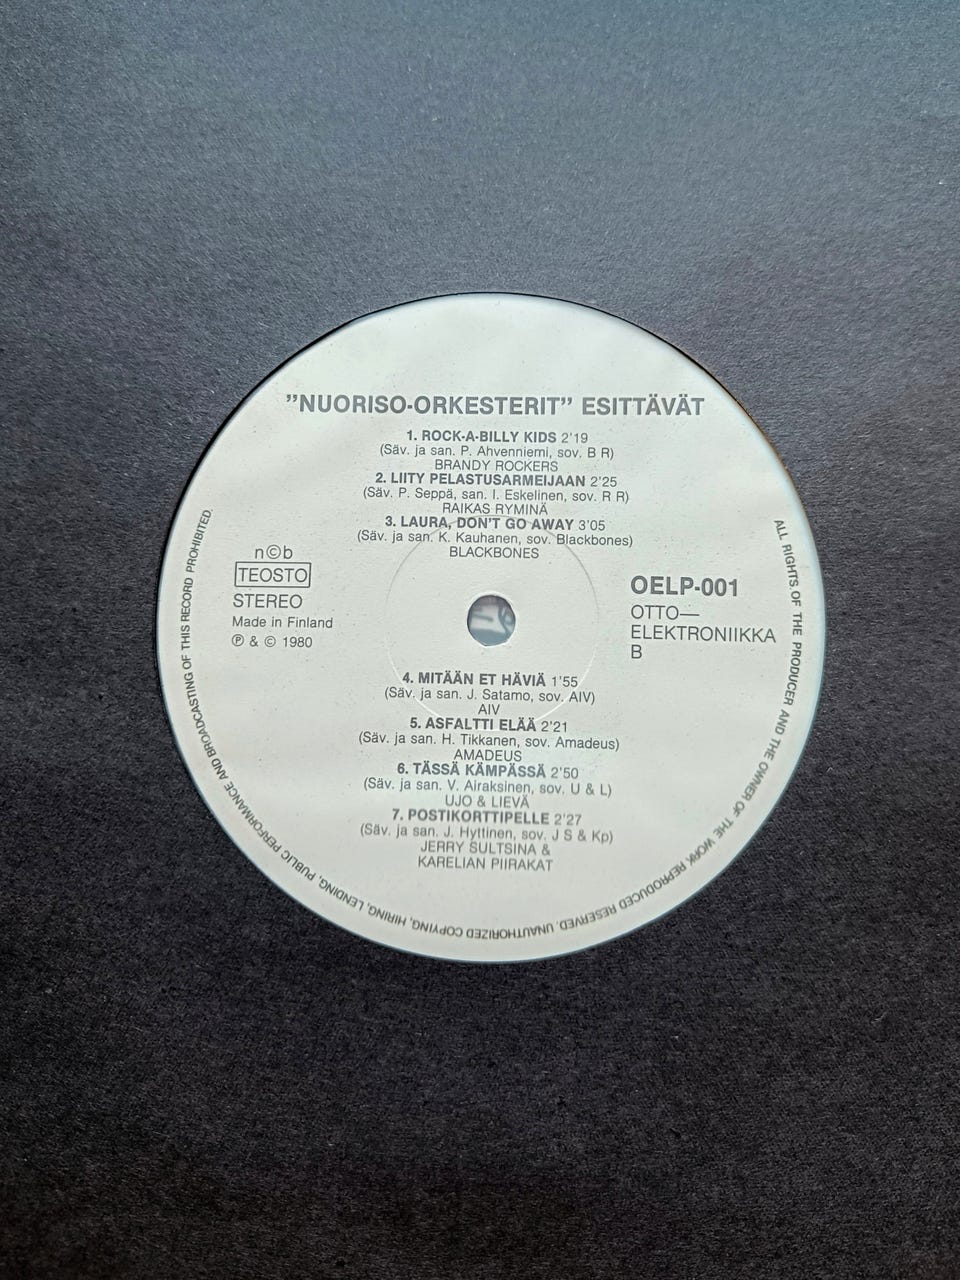 ”NUORISO-ORKESTERIT” ESITTÄVÄT
1. ROCK-A-BILLY KIDS 2’19
(Säv. ja san. P. Ahvenniemi, sov. B R)
BRANDY ROCKERS
2. LIITY PELASTUSARMEIJAAN 2’25
(Säv. P. Seppä, san. I. Eskelinen, sov. R R)
RAIKAS RYMINÄ
3. LAURA, DON’T GO AWAY 3’05
(Säv. ja san. K. Kauhanen, sov. Blackbones)
BLACKBONES
n©b
TEOSTO
STEREO
Made in Finland
℗ & © 1980
OELP-001
OTTO—
ELEKTRONIIKKA
B
4. MITÄÄN ET HÄVIÄ 1’55
(Säv. ja san. J. Satamo, sov. AIV)
AIV
5. ASFALTTI ELÄÄ 2’21
(Säv. ja san. H. Tikkanen, sov. Amadeus)
AMADEUS
6. TÄSSÄ KÄMPÄSSÄ 2’50
(Säv. ja san. V. Airaksinen, sov. U & L)
UJO & LIEVÄ
7. POSTIKORTTIPELLE 2’27
(Säv. ja san. J. Hyttinen, sov. J S & Kp)
JERRY SULTSINA &
KARELIAN PIIRAKAT
ALL RIGHTS OF THE PRODUCER AND THE OWNER OF THE WORK REPRODUCED RESERVED. UNAUTHORIZED COPYING, HIRING, LENDING, PUBLIC PERFORMANCE AND BROADCASTING OF THIS RECORD PROHIBITED.